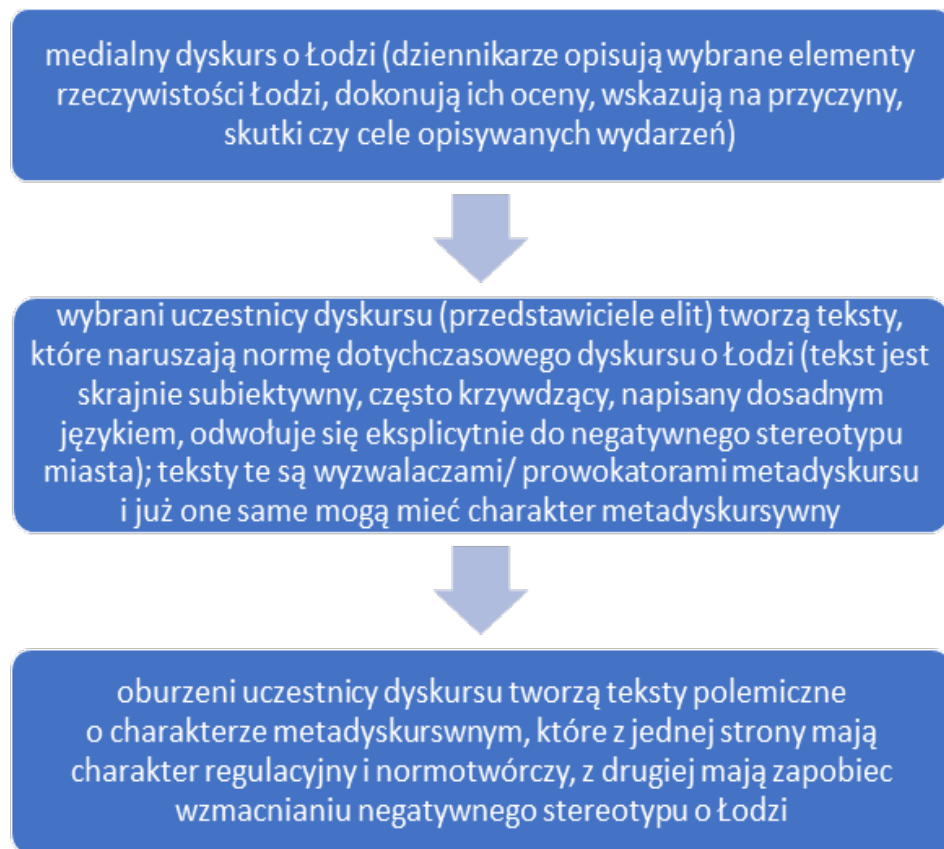 medialny dyskurs o Łodzi (dziennikarze opisują wybrane elementy
rzeczywistości Łodzi, dokonują ich oceny, wskazują na przyczyny,
skutki czy cele opisywanych wydarzeń)
wybrani uczestnicy dyskursu (przedstawiciele elit) tworzą teksty,
które naruszają normę dotychczasowego dyskursu o Łodzi (tekst jest
skrajnie subiektywny, często krzywdzący, napisany dosadnym
językiem, odwołuje się eksplicytnie do negatywnego stereotypu
miasta); teksty te są wyzwalaczami/ prowokatorami metadyskursu
i już one same mogą mieć charakter metadyskursywny
oburzeni uczestnicy dyskursu tworzą teksty polemiczne
o charakterze metadyskurswnym, które z jednej strony mają
charakter regulacyjny i normotwórczy, z drugiej mają zapobiec
wzmacnianiu negatywnego stereotypu o Łodzi